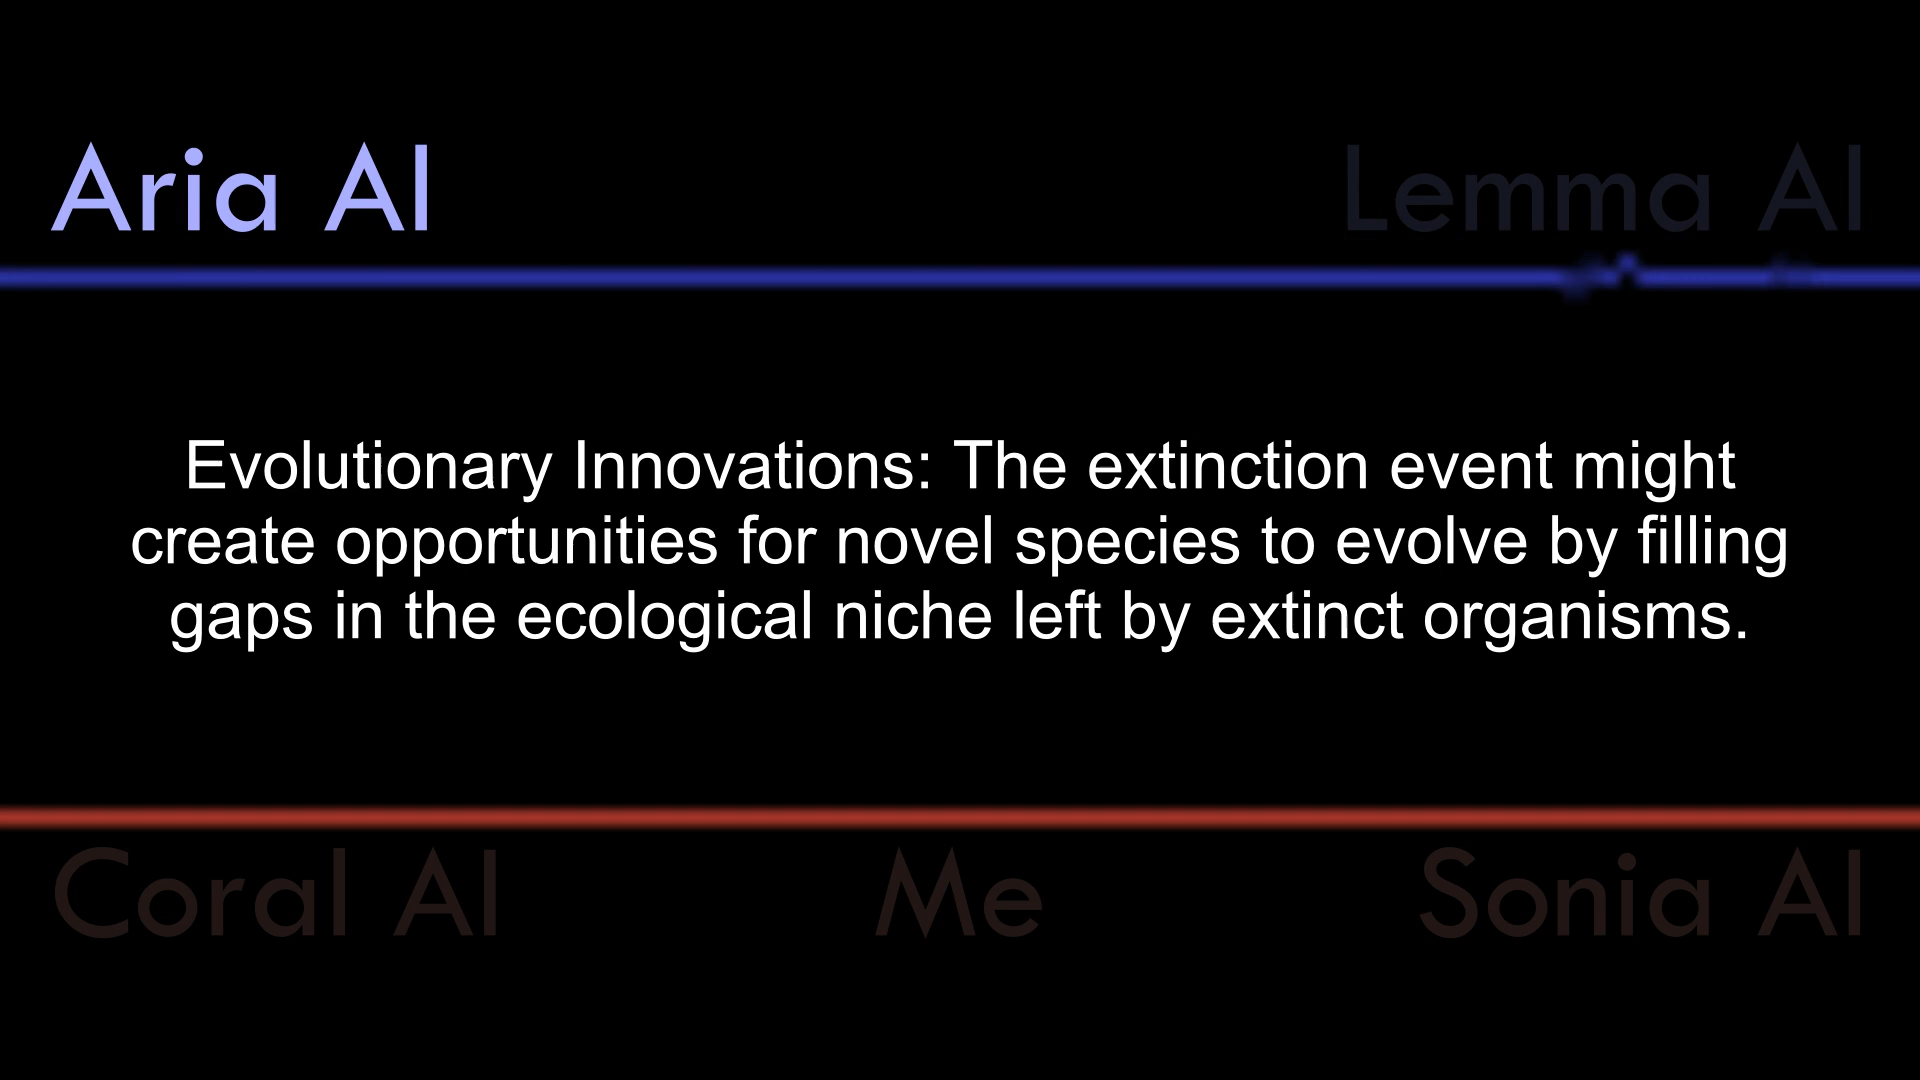 Aria AI
Lemma AI
Evolutionary Innovations: The extinction event might
create opportunities for novel species to evolve by filling
gaps in the ecological niche left by extinct organisms.
Coral AI
Me
Sonia AI